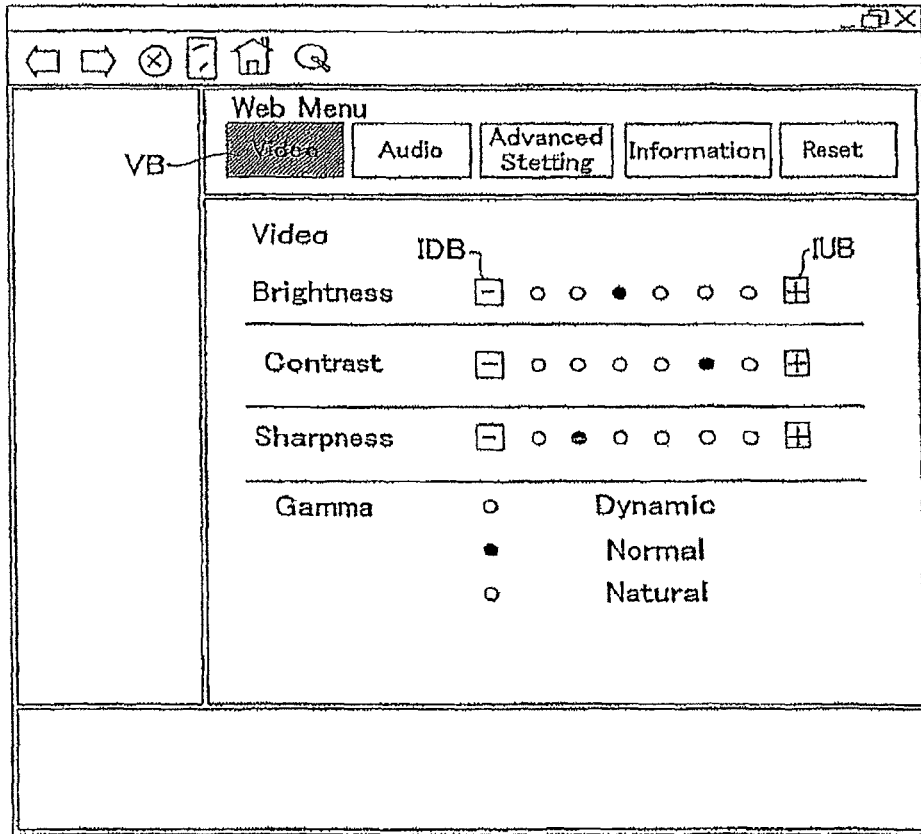 Web Menu
VB Video Audio Advanced Stetting Information Reset
Video
IDB IUB
Brightness - +
Contrast - +
Sharpness - +
Gamma Dynamic
Normal
Natural